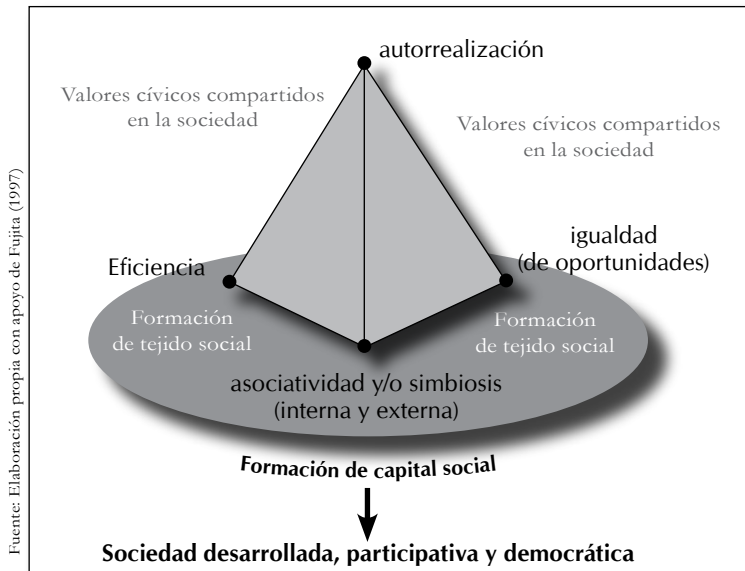 autorrealización
Valores cívicos compartidos
en la sociedad
Valores cívicos compartidos
en la sociedad
Eficiencia
igualdad
(de oportunidades)
Formación
de tejido social
Formación
de tejido social
asociatividad y/o simbiosis
(interna y externa)
Formación de capital social
Sociedad desarrollada, participativa y democrática
Fuente: Elaboración propia con apoyo de Fujita (1997)